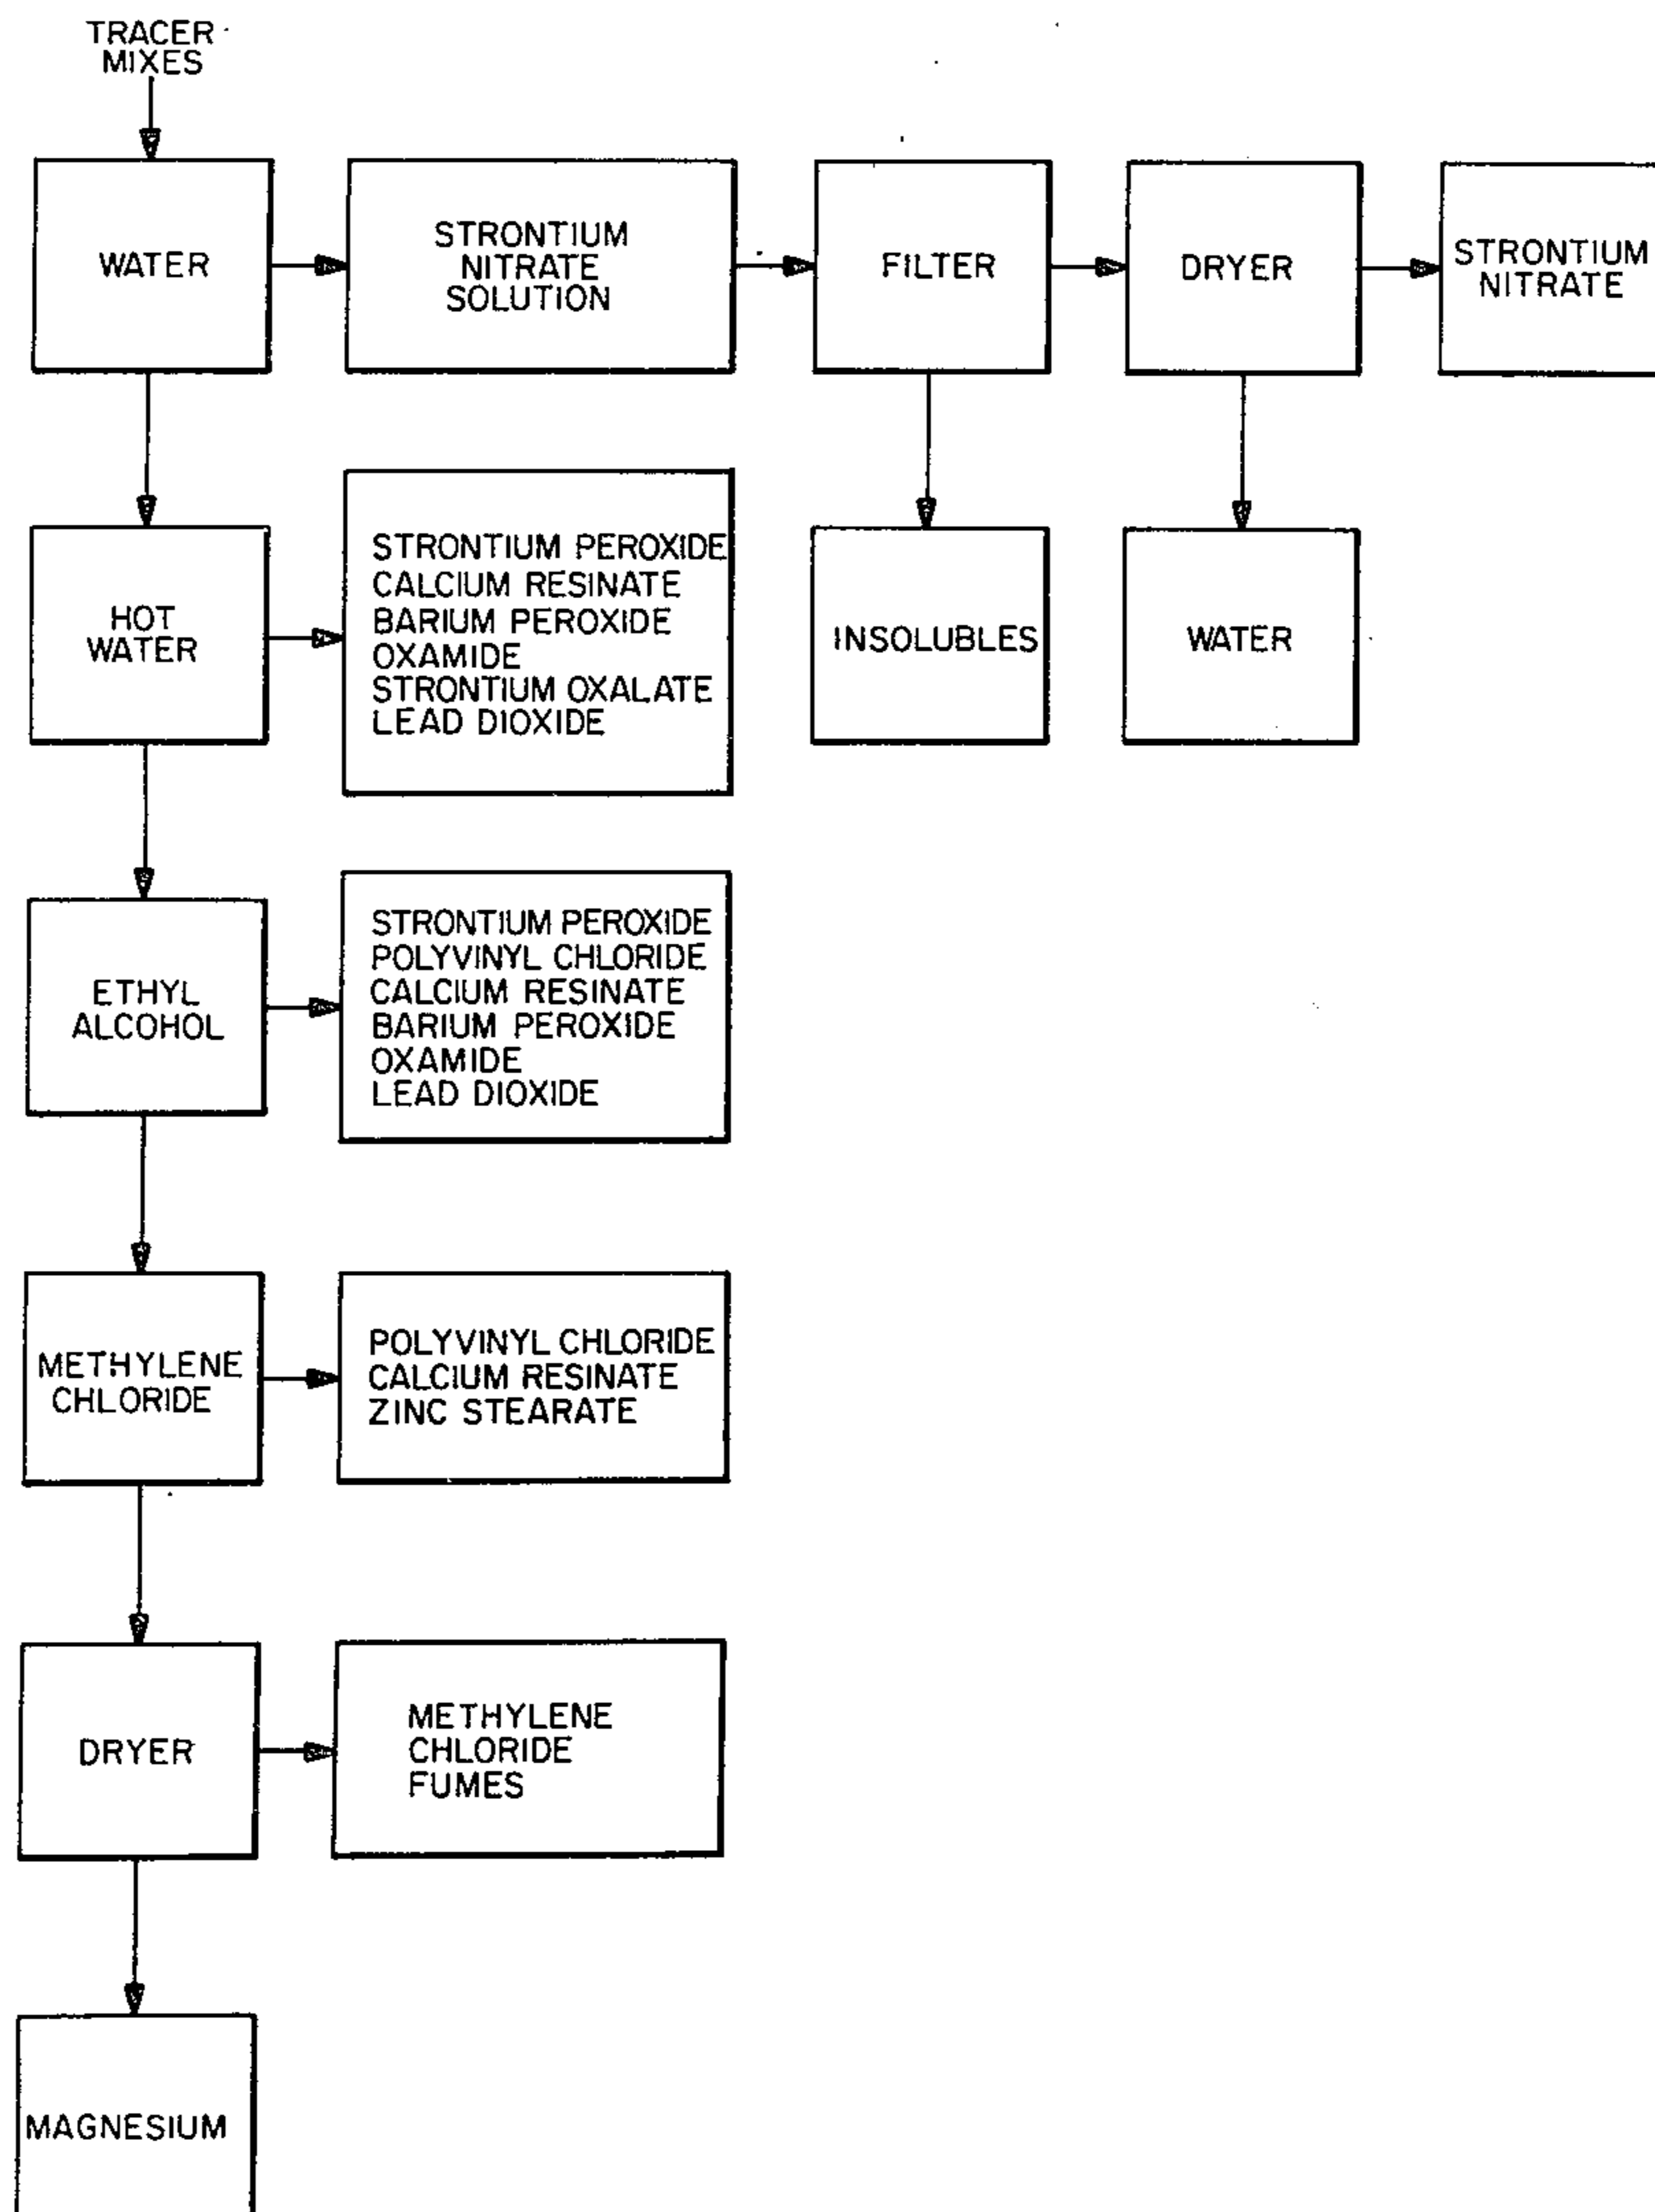 TRACER
MIXES
WATER
STRONTIUM
NITRATE
SOLUTION
FILTER
DRYER
STRONTIUM
NITRATE
HOT
WATER
STRONTIUM PEROXIDE
CALCIUM RESINATE
BARIUM PEROXIDE
OXAMIDE
STRONTIUM OXALATE
LEAD DIOXIDE
INSOLUBLES
WATER
ETHYL
ALCOHOL
STRONTIUM PEROXIDE
POLYVINYL CHLORIDE
CALCIUM RESINATE
BARIUM PEROXIDE
OXAMIDE
LEAD DIOXIDE
METHYLENE
CHLORIDE
POLYVINYL CHLORIDE
CALCIUM RESINATE
ZINC STEARATE
DRYER
METHYLENE
CHLORIDE
FUMES
MAGNESIUM